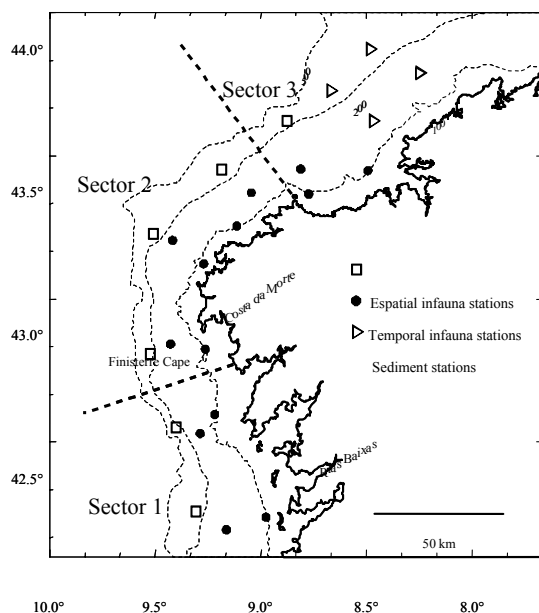 44.0°
Sector 3
200
100
Sector 2
43.5°
Costa da Morte
Espatial infauna stations
43.0°
Temporal infauna stations
Finisterre Cape
Sediment stations
Rias Baixas
42.5°
Sector 1
50 km
10.0° 9.5° 9.0° 8.5° 8.0°